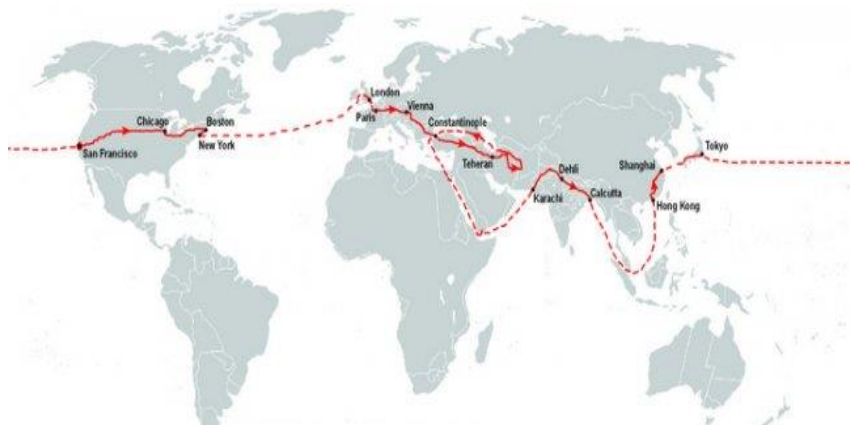 London
Vienna
Paris
Chicago
Boston
Constantinople
New York
Tokyo
San Francisco
Teheran
Dehli
Shanghai
Karachi
Calcutta
Hong Kong